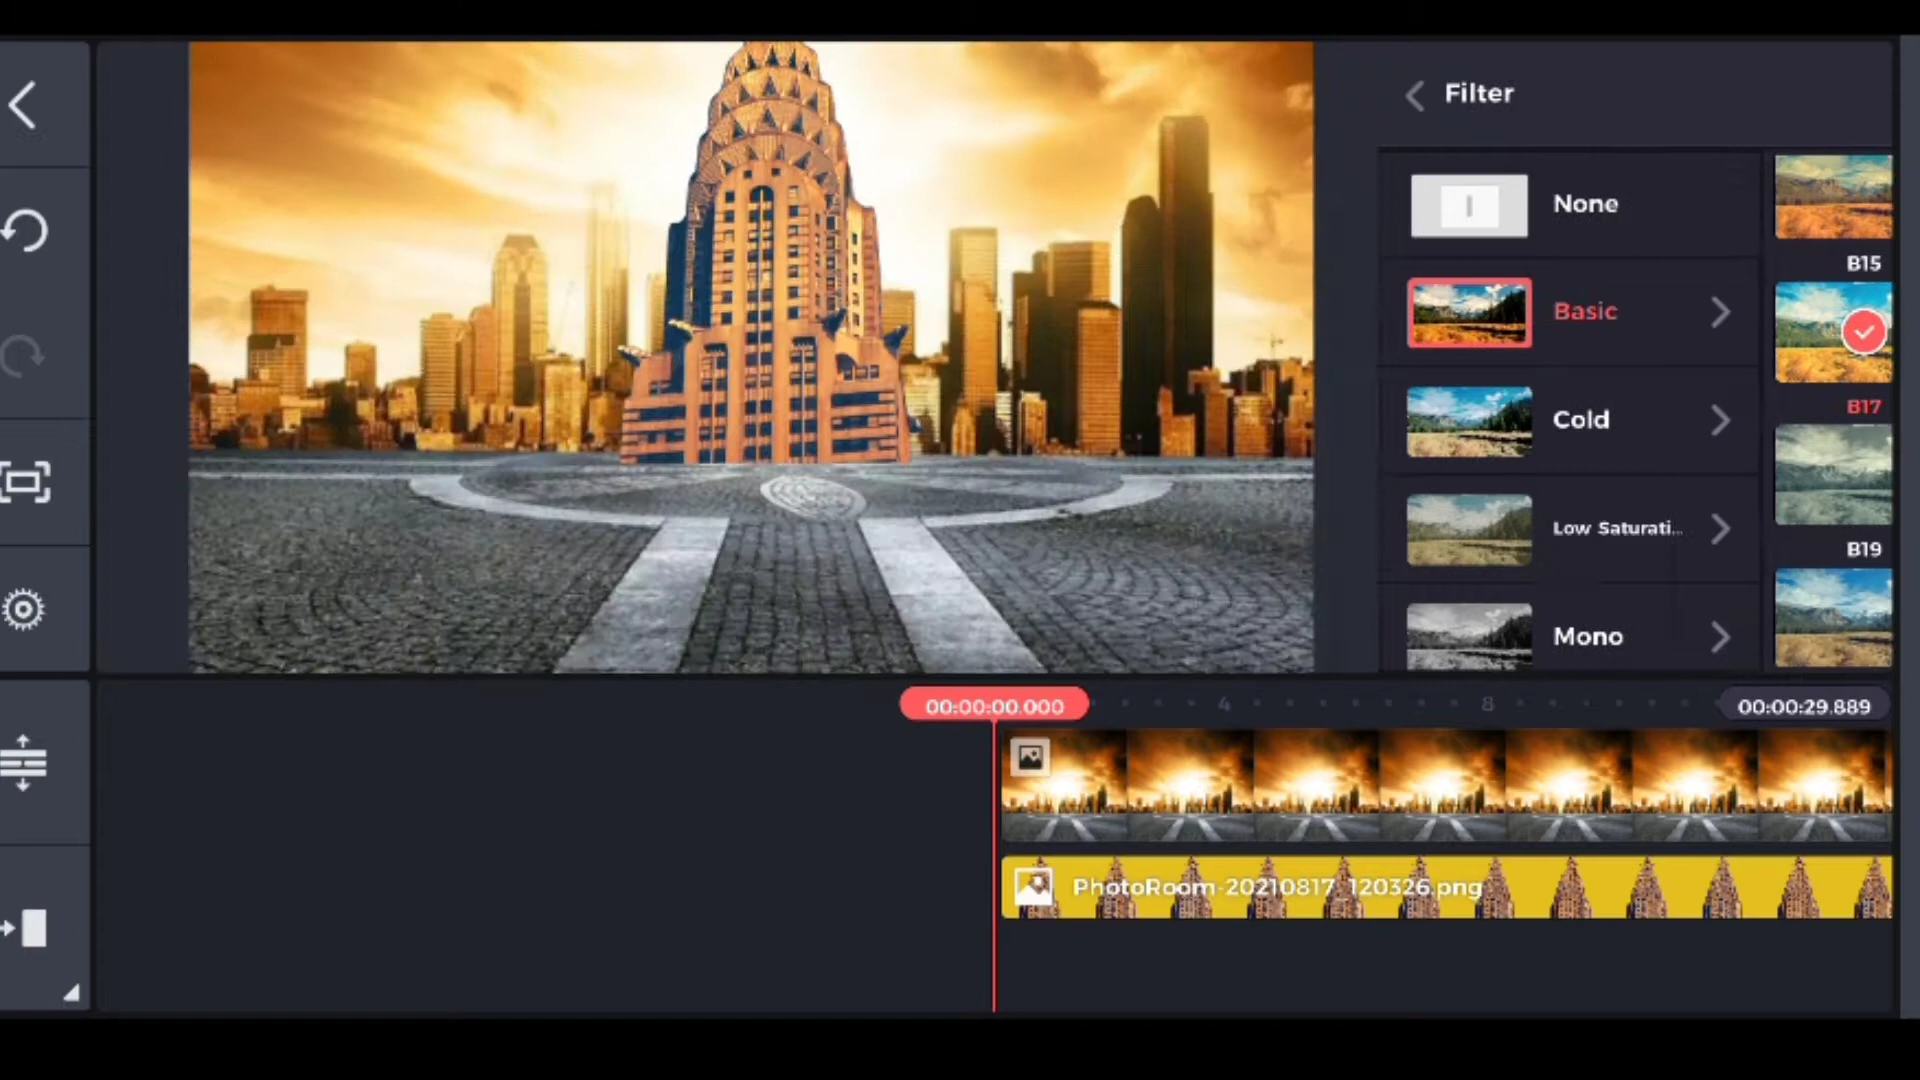 Filter
None
Basic
Cold
Low Saturati...
Mono
B15
B17
B19
00:00:00.000
4
8
00:00:29.889
PhotoRoom-20210817_120326.png